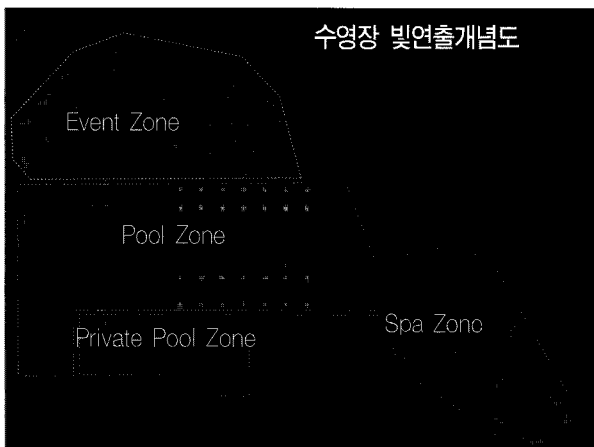 수영장 빛연출개념도
Event Zone
Pool Zone
Private Pool Zone
Spa Zone